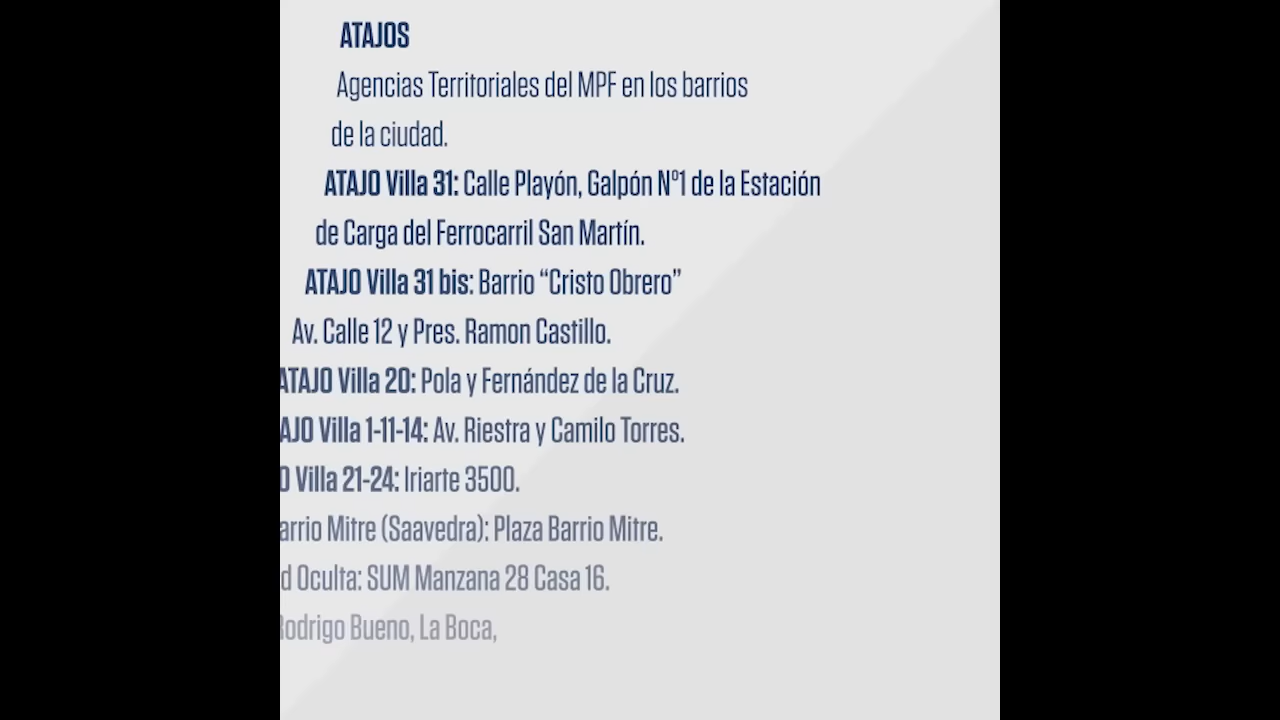 ATAJOS
Agencias Territoriales del MPF en los barrios
de la ciudad.
ATAJO Villa 31: Calle Playón, Galpón Nº1 de la Estación
de Carga del Ferrocarril San Martín.
ATAJO Villa 31 bis: Barrio “Cristo Obrero”
Av. Calle 12 y Pres. Ramon Castillo.
ATAJO Villa 20: Pola y Fernández de la Cruz.
AJO Villa 1-11-14: Av. Riestra y Camilo Torres.
O Villa 21-24: Iriarte 3500.
arrio Mitre (Saavedra): Plaza Barrio Mitre.
d Oculta: SUM Manzana 28 Casa 16.
Rodrigo Bueno, La Boca,